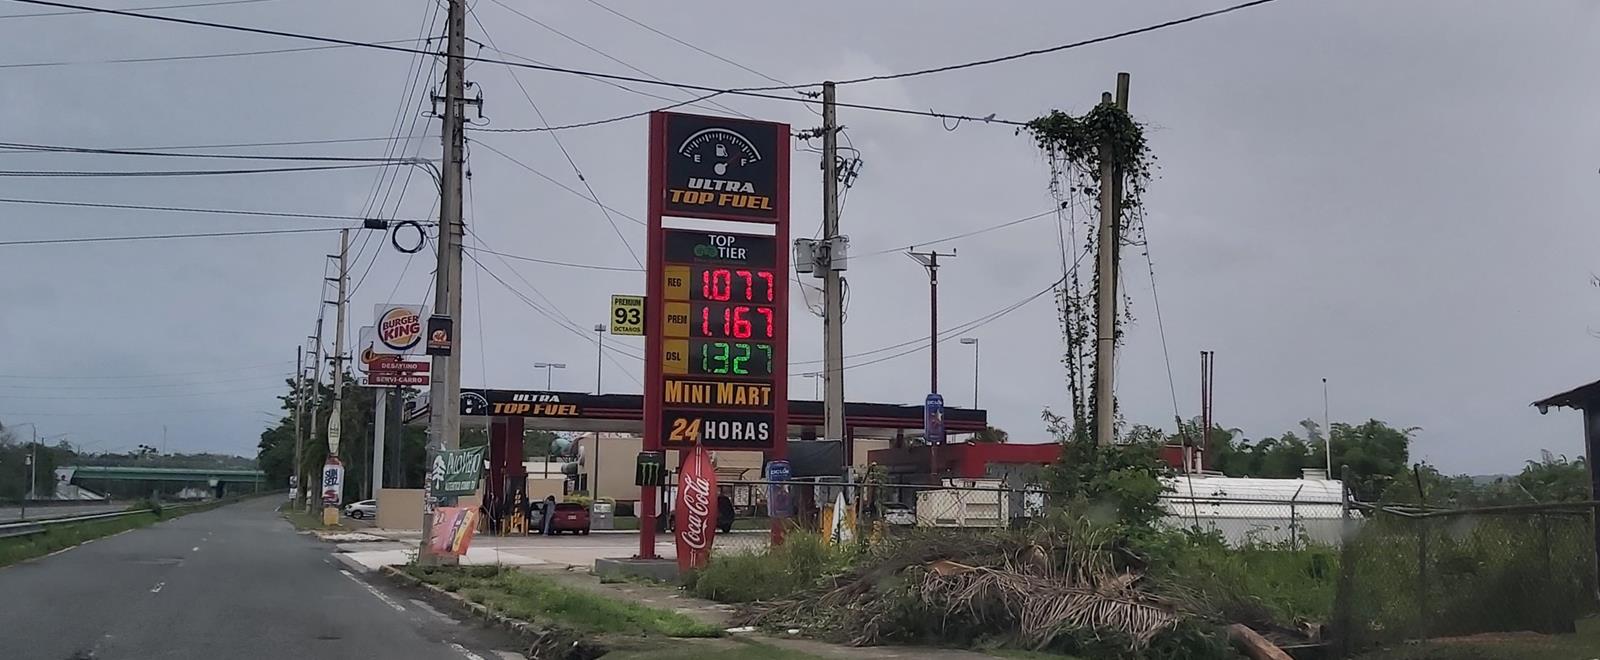 E F
ULTRA
TOP FUEL
TOP
TIER
REG 1.077
PREM 1.167
DSL 1.327
MINI MART
24 HORAS
PREMIUM
93
OCTANOS
BURGER
KING
DESAYUNO
SERVI-CARRO
ULTRA
TOP FUEL
Coca-Cola